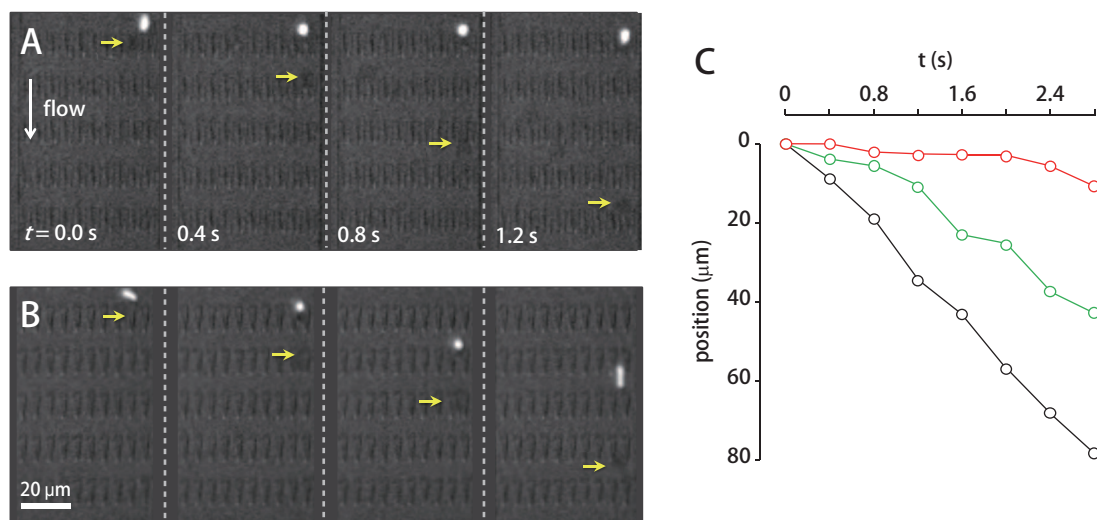 A
flow
t = 0.0 s
0.4 s
0.8 s
1.2 s
B
20 μm
C
t (s)
0
0.8
1.6
2.4
0
20
40
60
80
position (μm)